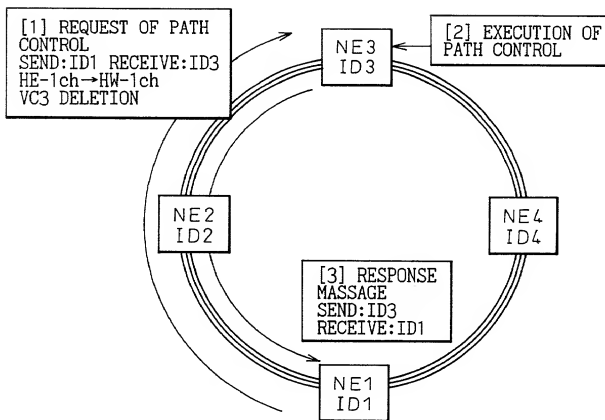 [1] REQUEST OF PATH
CONTROL
SEND:ID1 RECEIVE:ID3
HE-1ch→HW-1ch
VC3 DELETION
NE3
ID3
[2] EXECUTION OF
PATH CONTROL
NE2
ID2
NE4
ID4
[3] RESPONSE
MASSAGE
SEND:ID3
RECEIVE:ID1
NE1
ID1